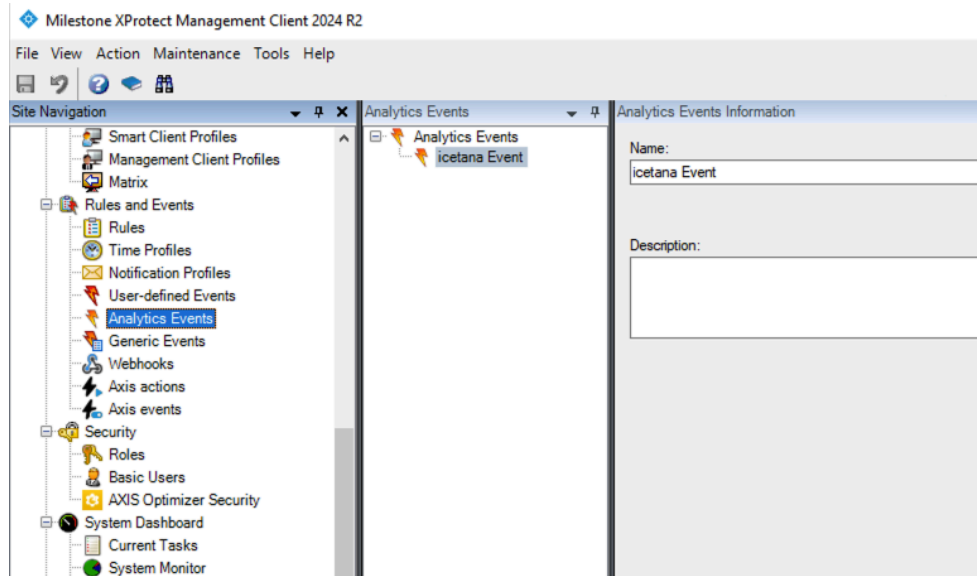 Milestone XProtect Management Client 2024 R2
File View Action Maintenance Tools Help
Site Navigation
Smart Client Profiles
Management Client Profiles
Matrix
Rules and Events
Rules
Time Profiles
Notification Profiles
User-defined Events
Analytics Events
Generic Events
Webhooks
Axis actions
Axis events
Security
Roles
Basic Users
AXIS Optimizer Security
System Dashboard
Current Tasks
System Monitor
Analytics Events
Analytics Events
icetana Event
Analytics Events Information
Name:
icetana Event
Description: